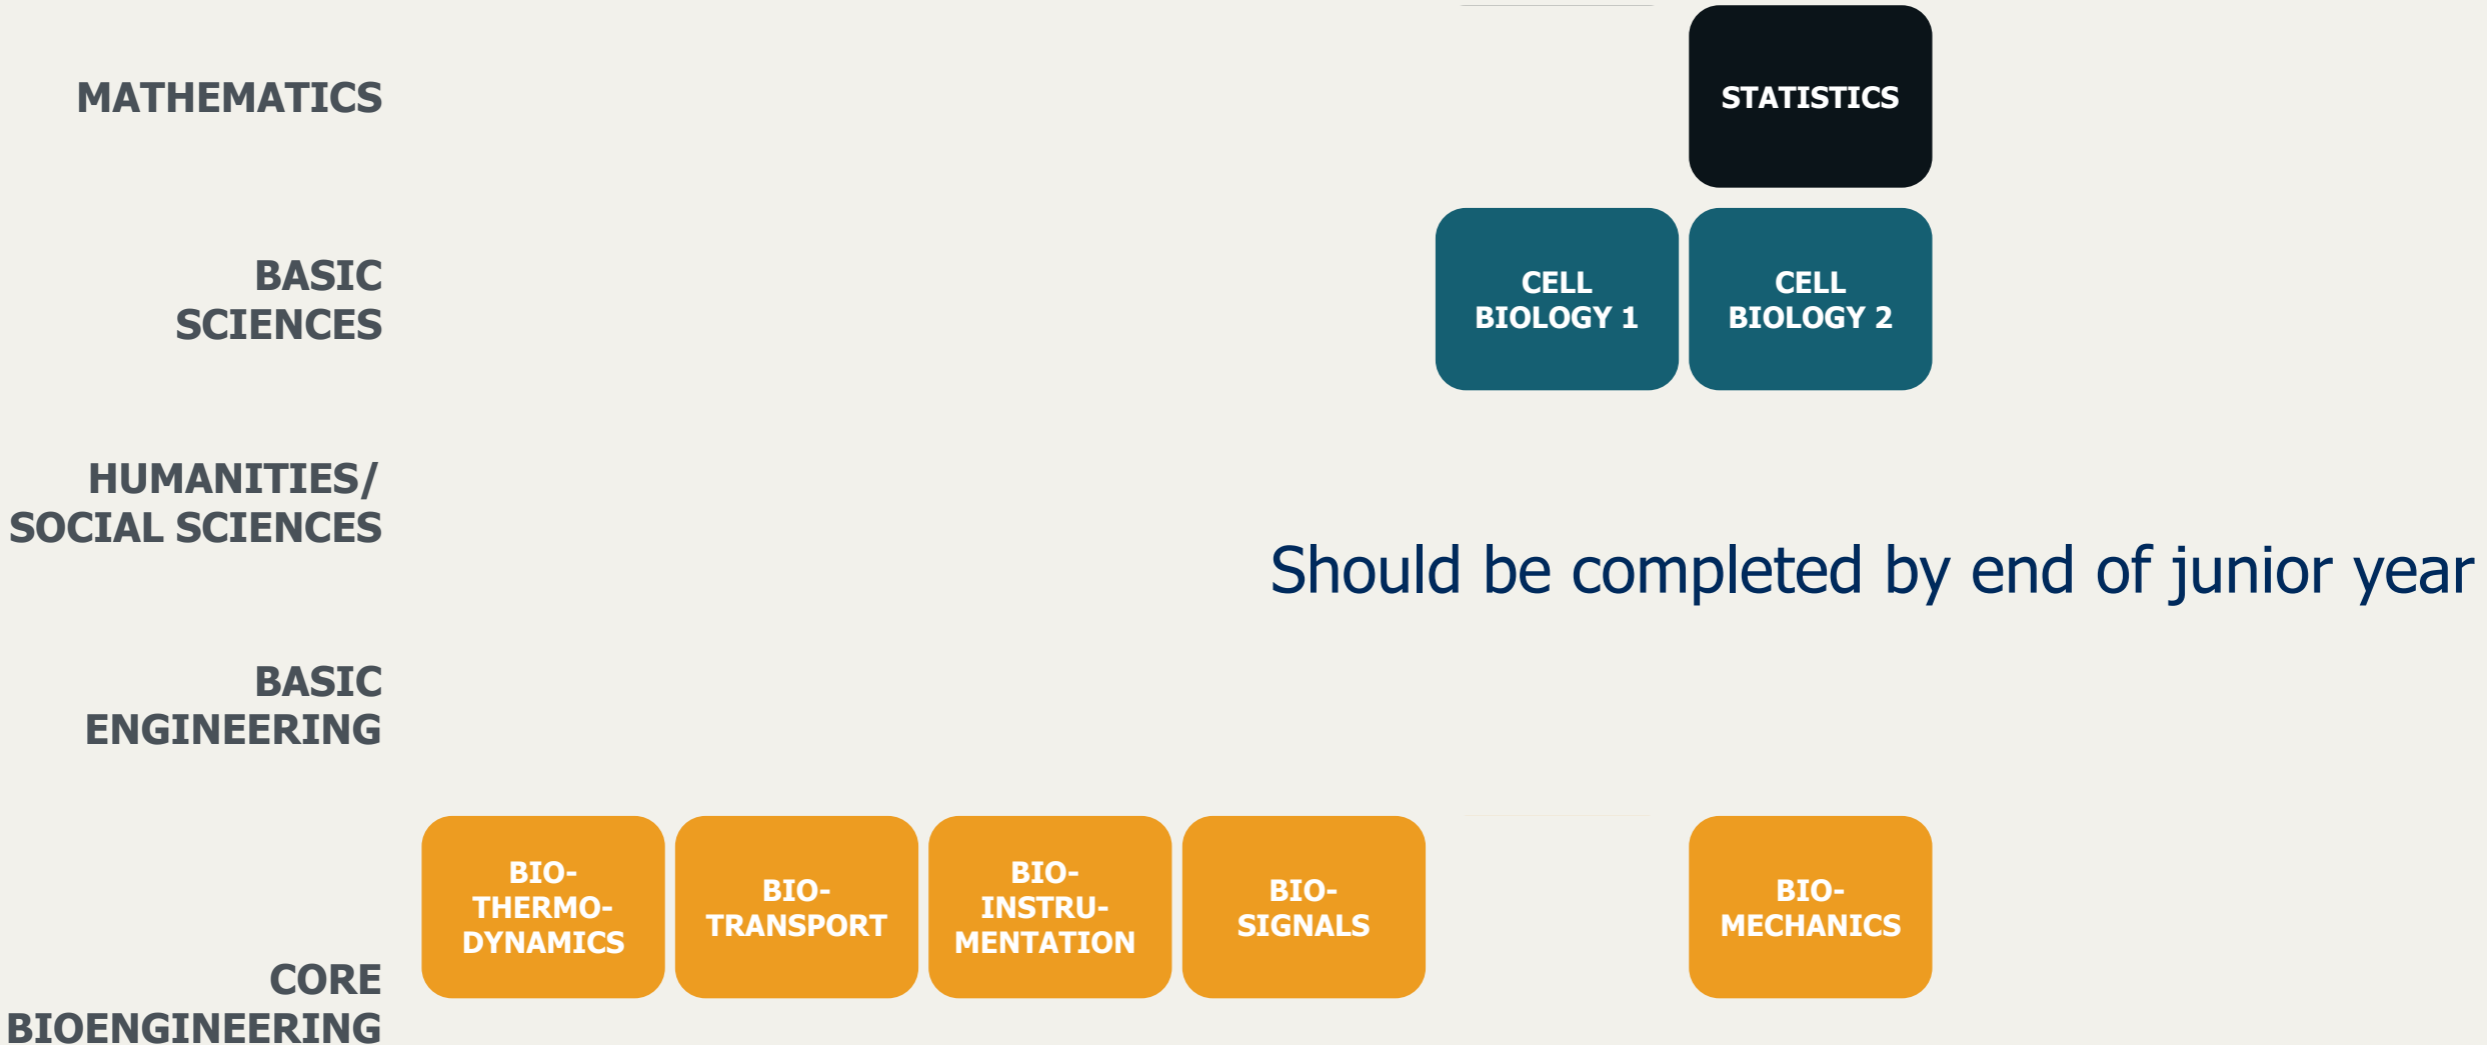 MATHEMATICS
STATISTICS
BASIC
SCIENCES
CELL
BIOLOGY 1
CELL
BIOLOGY 2
HUMANITIES/
SOCIAL SCIENCES
Should be completed by end of junior year
BASIC
ENGINEERING
CORE
BIOENGINEERING
BIO-
THERMO-
DYNAMICS
BIO-
TRANSPORT
BIO-
INSTRU-
MENTATION
BIO-
SIGNALS
BIO-
MECHANICS